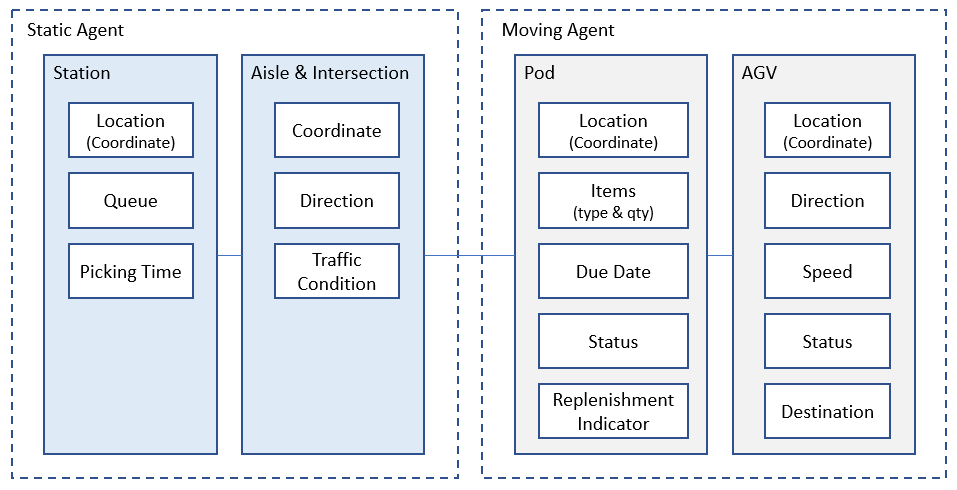 Static Agent
Station
Location
(Coordinate)
Queue
Picking Time
Aisle & Intersection
Coordinate
Direction
Traffic
Condition
Moving Agent
Pod
Location
(Coordinate)
Items
(type & qty)
Due Date
Status
Replenishment
Indicator
AGV
Location
(Coordinate)
Direction
Speed
Status
Destination